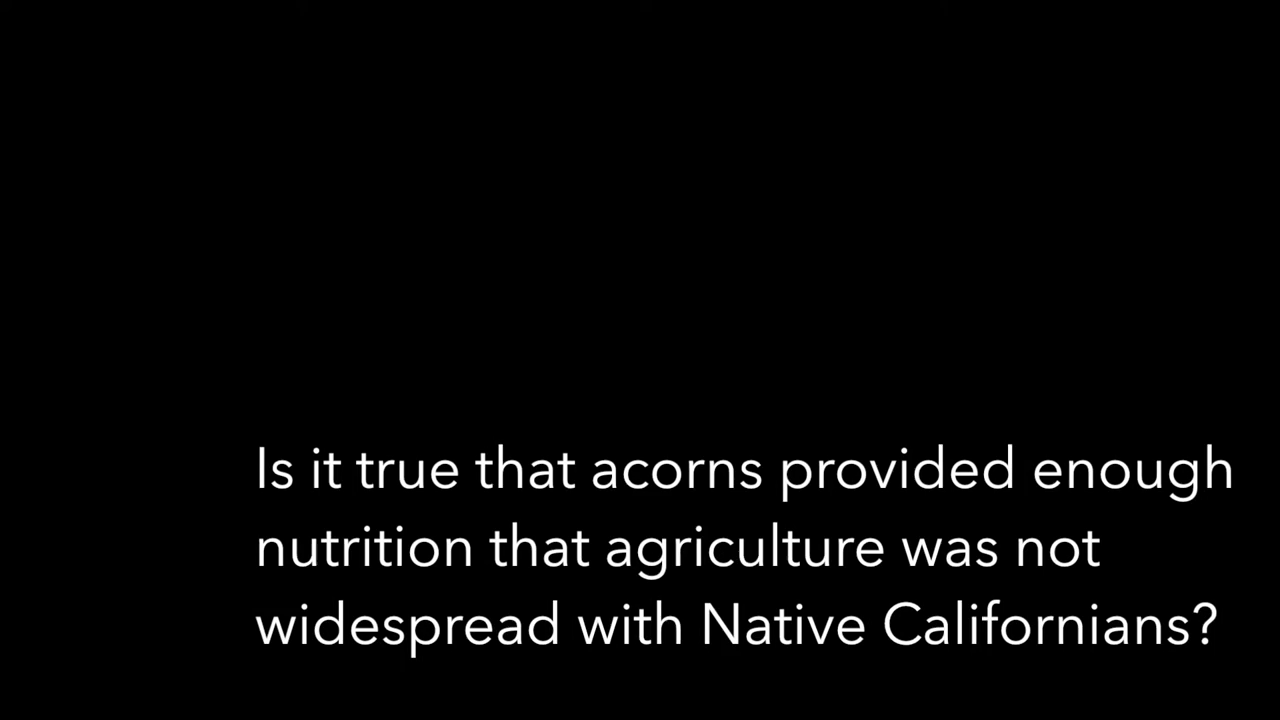 Is it true that acorns provided enough
nutrition that agriculture was not
widespread with Native Californians?